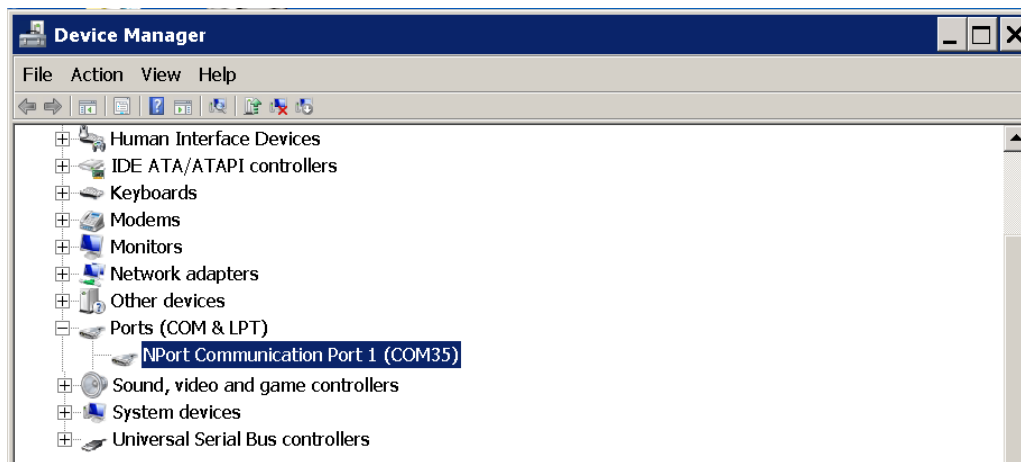 Device Manager
File Action View Help
Human Interface Devices
IDE ATA/ATAPI controllers
Keyboards
Modems
Monitors
Network adapters
Other devices
Ports (COM & LPT)
NPort Communication Port 1 (COM35)
Sound, video and game controllers
System devices
Universal Serial Bus controllers